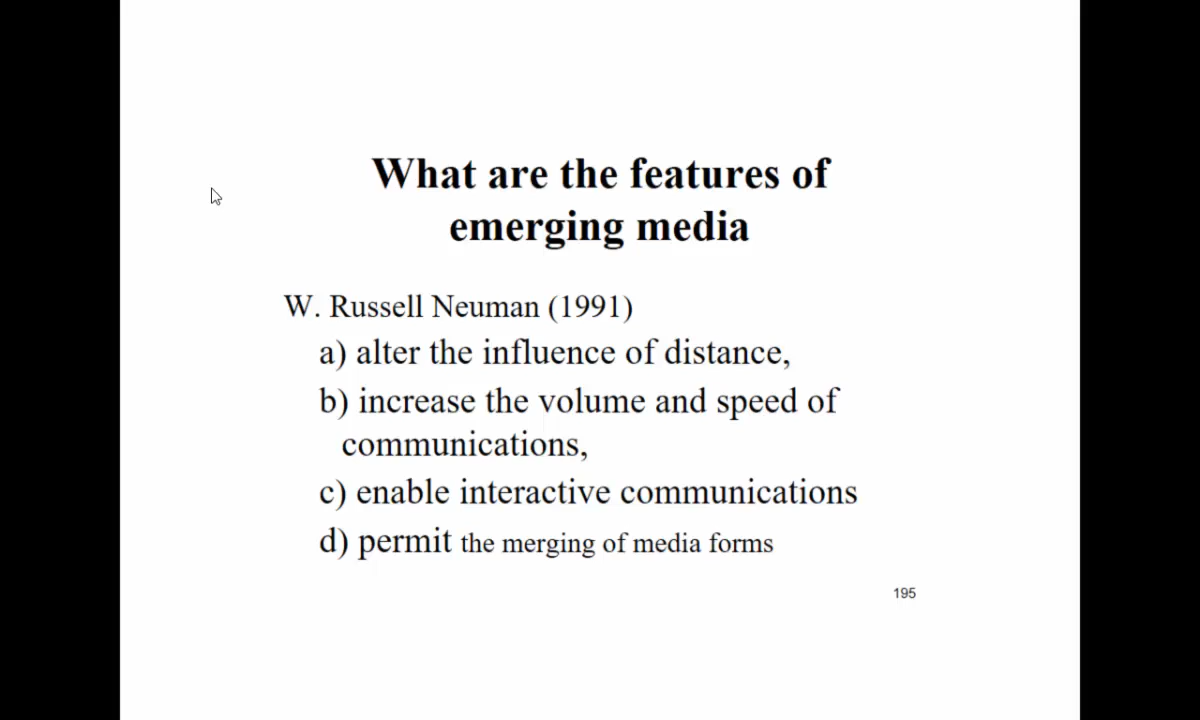 What are the features of
emerging media
W. Russell Neuman (1991)
a) alter the influence of distance,
b) increase the volume and speed of
communications,
c) enable interactive communications
d) permit the merging of media forms
195